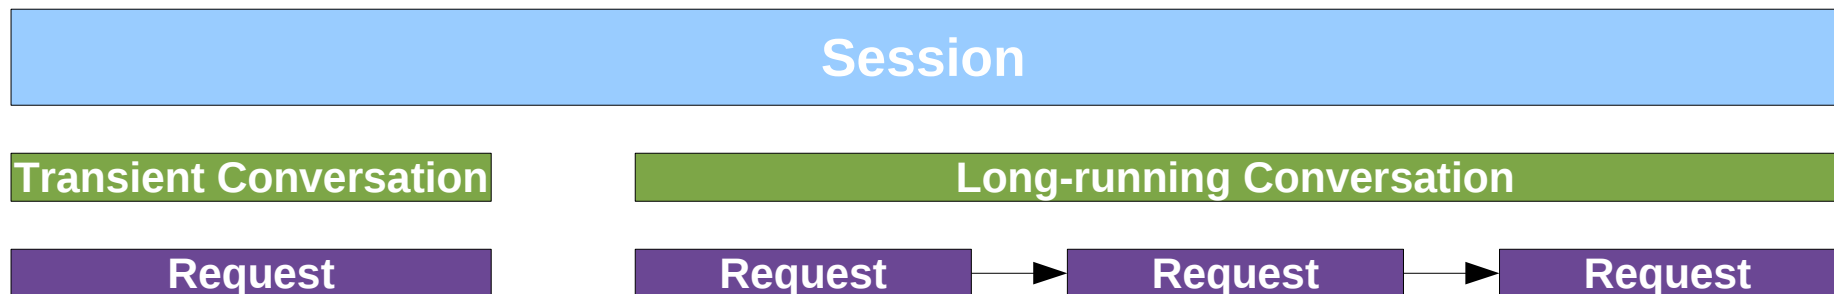 Session
Transient Conversation
Long-running Conversation
Request
Request
Request
Request